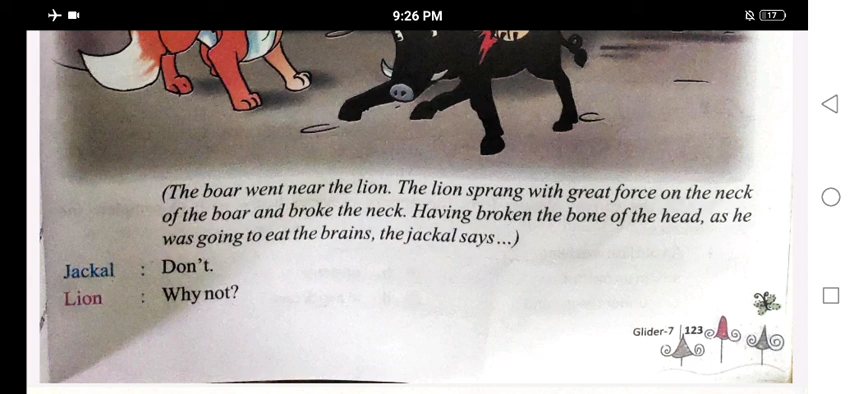 9:26 PM
17
(The boar went near the lion. The lion sprang with great force on the neck
of the boar and broke the neck. Having broken the bone of the head, as he
was going to eat the brains, the jackal says...)
Jackal : Don't.
Lion : Why not?
Glider-7 | 123